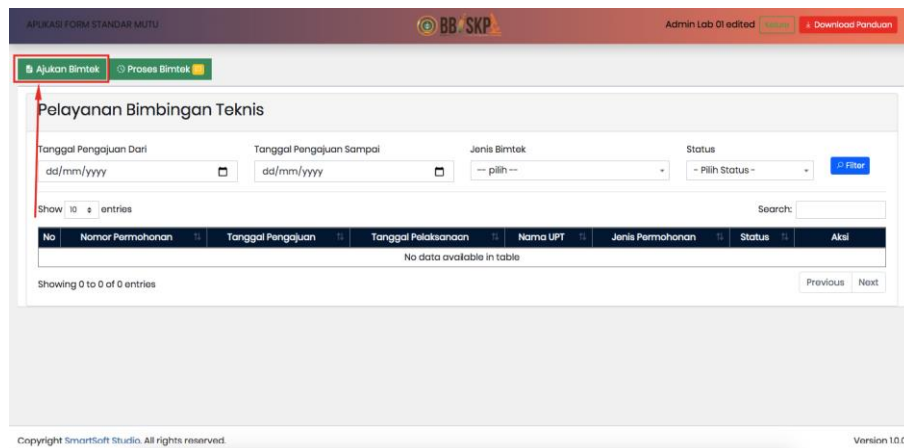 APLIKASI FORM STANDAR MUTU
BB SKP
Admin Lab 01 edited
Download Panduan
Ajukan Bimtek
Proses Bimtek
Pelayanan Bimbingan Teknis
Tanggal Pengajuan Dari Tanggal Pengajuan Sampai Jenis Bimtek Status
dd/mm/yyyy dd/mm/yyyy -- pilih -- - Pilih Status - Filter
Show 10 entries Search:
No Nomor Permohonan Tanggal Pengajuan Tanggal Pelaksanaan Nama UPT Jenis Permohonan Status Aksi
No data available in table
Showing 0 to 0 of 0 entries Previous Next
Copyright SmartSoft Studio. All rights reserved. Version 1.0.0